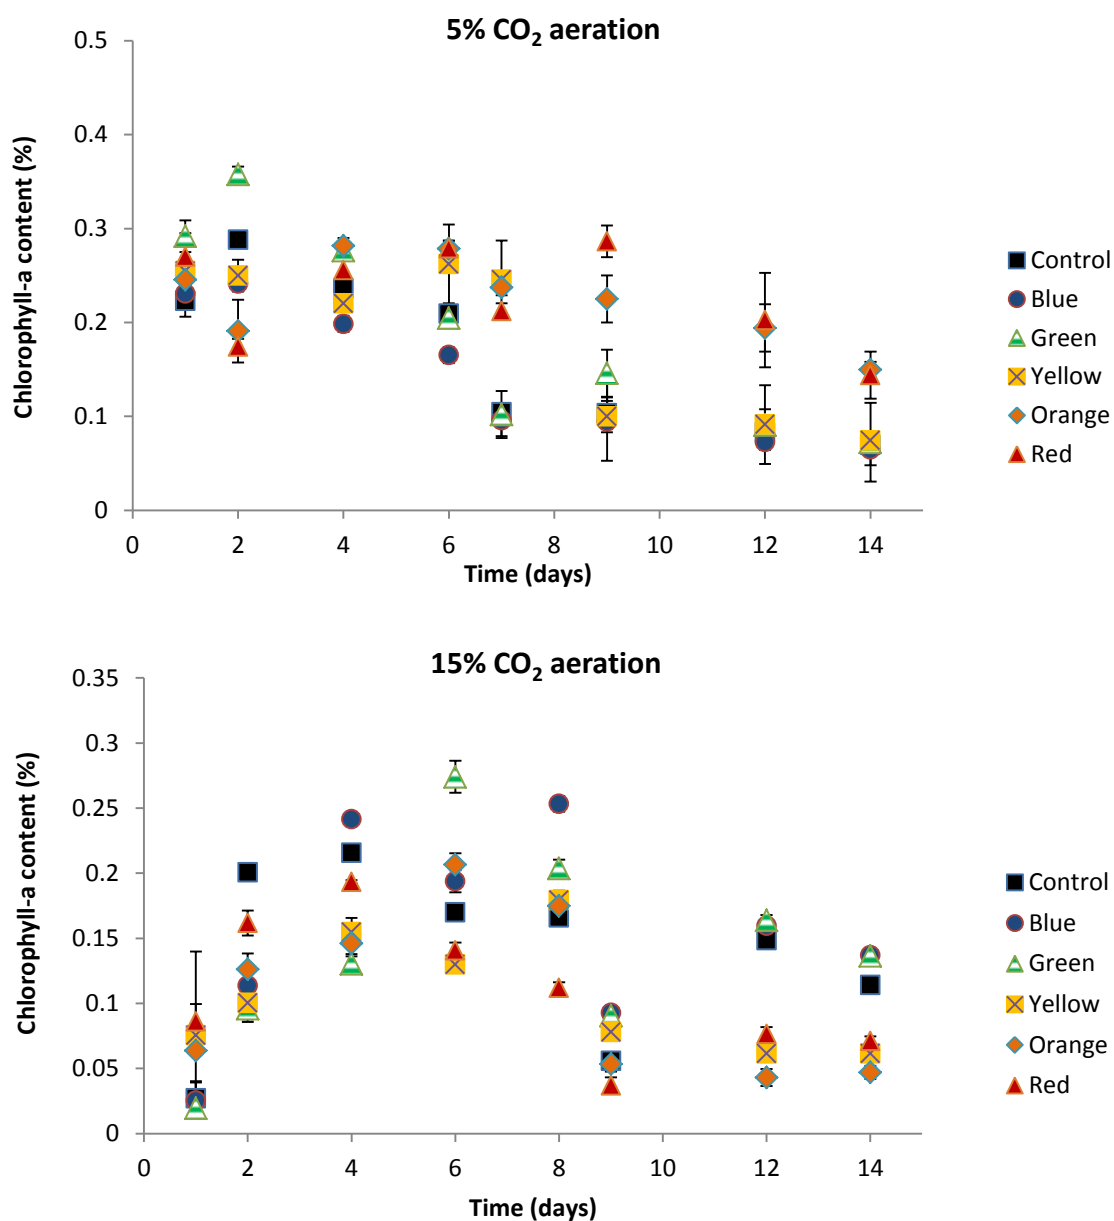 5% CO₂ aeration
0.5
0.4
0.3
0.2
0.1
0
Chlorophyll-a content (%)
0 2 4 6 8 10 12 14
Time (days)
Control
Blue
Green
Yellow
Orange
Red
15% CO₂ aeration
0.35
0.3
0.25
0.2
0.15
0.1
0.05
0
Chlorophyll-a content (%)
0 2 4 6 8 10 12 14
Time (days)
Control
Blue
Green
Yellow
Orange
Red